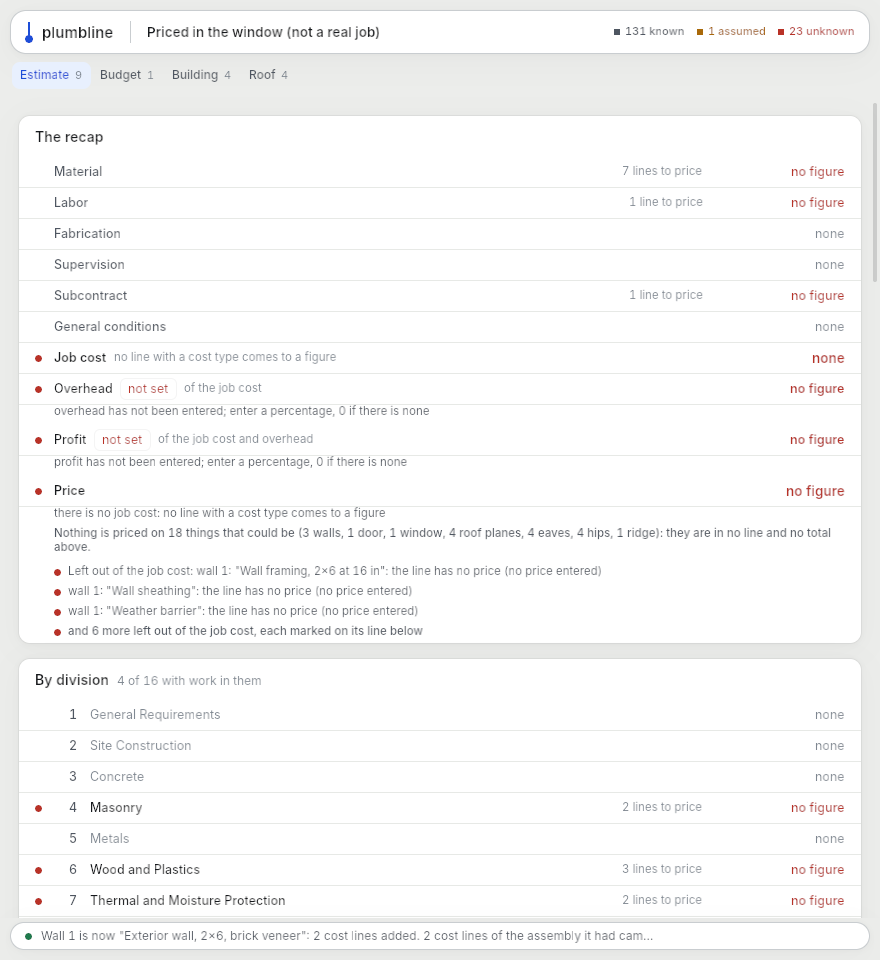 plumbline
Priced in the window (not a real job)
131 known
1 assumed
23 unknown
Estimate 9
Budget 1
Building 4
Roof 4
The recap
Material 7 lines to price no figure
Labor 1 line to price no figure
Fabrication none
Supervision none
Subcontract 1 line to price no figure
General conditions none
Job cost no line with a cost type comes to a figure none
Overhead not set of the job cost no figure
overhead has not been entered; enter a percentage, 0 if there is none
Profit not set of the job cost and overhead no figure
profit has not been entered; enter a percentage, 0 if there is none
Price no figure
there is no job cost: no line with a cost type comes to a figure
Nothing is priced on 18 things that could be (3 walls, 1 door, 1 window, 4 roof planes, 4 eaves, 4 hips, 1 ridge): they are in no line and no total
above.
Left out of the job cost: wall 1: "Wall framing, 2×6 at 16 in": the line has no price (no price entered)
wall 1: "Wall sheathing": the line has no price (no price entered)
wall 1: "Weather barrier": the line has no price (no price entered)
and 6 more left out of the job cost, each marked on its line below
By division 4 of 16 with work in them
1 General Requirements none
2 Site Construction none
3 Concrete none
4 Masonry 2 lines to price no figure
5 Metals none
6 Wood and Plastics 3 lines to price no figure
7 Thermal and Moisture Protection 2 lines to price no figure
Wall 1 is now "Exterior wall, 2×6, brick veneer": 2 cost lines added. 2 cost lines of the assembly it had cam…